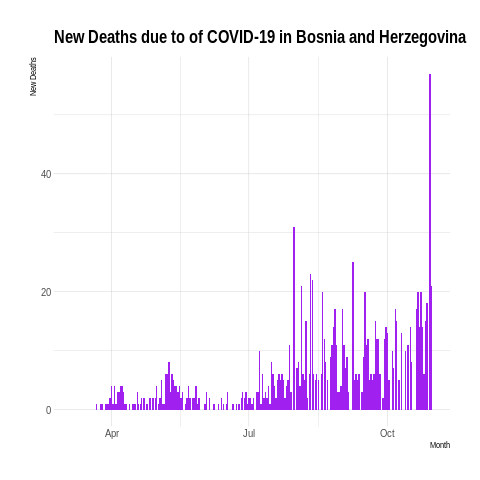 New Deaths due to of COVID-19 in Bosnia and Herzegovina
New Deaths
40
20
0
Apr
Jul
Oct
Month